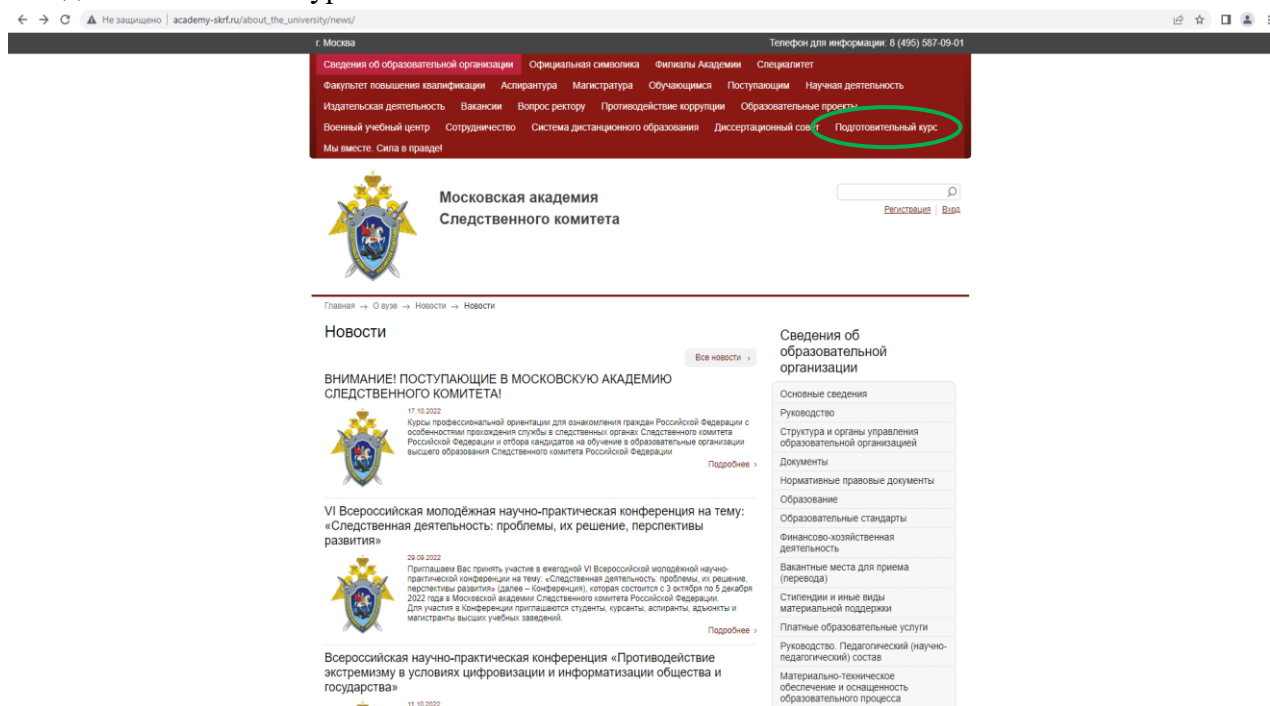 Не защищено | academy-skrf.ru/about_the_university/news/
г. Москва
Телефон для информации: 8 (495) 587-09-01
Сведения об образовательной организации Официальная символика Филиалы Академии Специалитет
Факультет повышения квалификации Аспирантура Магистратура Обучающимся Поступающим Научная деятельность
Издательская деятельность Вакансии Вопрос ректору Противодействие коррупции Образовательные проекты
Военный учебный центр Сотрудничество Система дистанционного образования Диссертационный совет Подготовительный курс
Мы вместе. Сила в правде!
Московская академия
Следственного комитета
Регистрация Вход
Главная → О вузе → Новости → Новости
Новости
Все новости ›
ВНИМАНИЕ! ПОСТУПАЮЩИЕ В МОСКОВСКУЮ АКАДЕМИЮ
СЛЕДСТВЕННОГО КОМИТЕТА!
17.10.2022
Курсы профессиональной ориентации для ознакомления граждан Российской Федерации с
особенностями прохождения службы в следственных органах Следственного комитета
Российской Федерации и отбора кандидатов на обучение в образовательные организации
высшего образования Следственного комитета Российской Федерации
Подробнее ›
VI Всероссийская молодёжная научно-практическая конференция на тему:
«Следственная деятельность: проблемы, их решение, перспективы
развития»
29.09.2022
Приглашаем Вас принять участие в ежегодной VI Всероссийской молодёжной научно-
практической конференции на тему: «Следственная деятельность: проблемы, их решение,
перспективы развития» (далее – Конференция), которая состоится с 3 октября по 5 декабря
2022 года в Московской академии Следственного комитета Российской Федерации.
Для участия в Конференции приглашаются студенты, курсанты, аспиранты, адъюнкты и
магистранты высших учебных заведений.
Подробнее ›
Всероссийская научно-практическая конференция «Противодействие
экстремизму в условиях цифровизации и информатизации общества и
государства»
11.10.2022
Сведения об
образовательной
организации
Основные сведения
Руководство
Структура и органы управления
образовательной организацией
Документы
Нормативные правовые документы
Образование
Образовательные стандарты
Финансово-хозяйственная
деятельность
Вакантные места для приема
(перевода)
Стипендии и иные виды
материальной поддержки
Платные образовательные услуги
Руководство. Педагогический (научно-
педагогический) состав
Материально-техническое
обеспечение и оснащенность
образовательного процесса